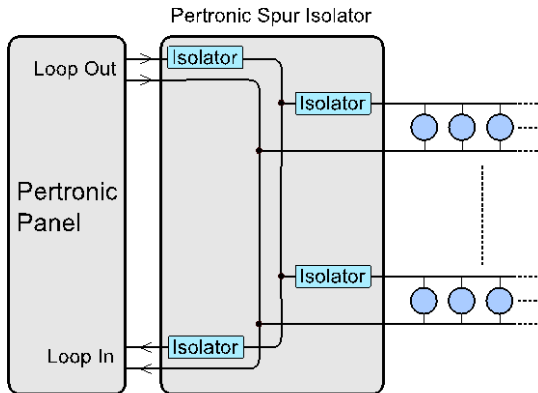 Pertronic Spur Isolator
Loop Out
Isolator
Isolator
Pertronic
Panel
Isolator
Loop In
Isolator